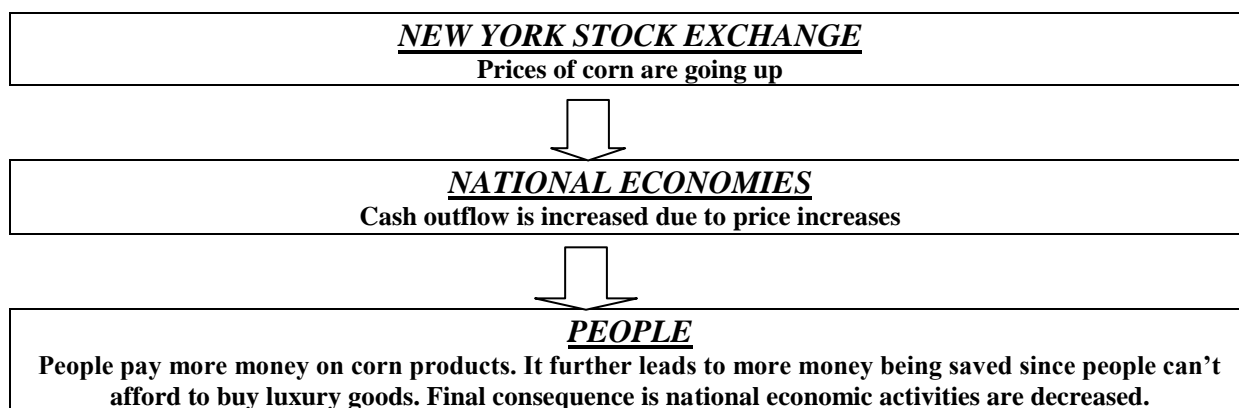 NEW YORK STOCK EXCHANGE
Prices of corn are going up
NATIONAL ECONOMIES
Cash outflow is increased due to price increases
PEOPLE
People pay more money on corn products. It further leads to more money being saved since people can’t
afford to buy luxury goods. Final consequence is national economic activities are decreased.